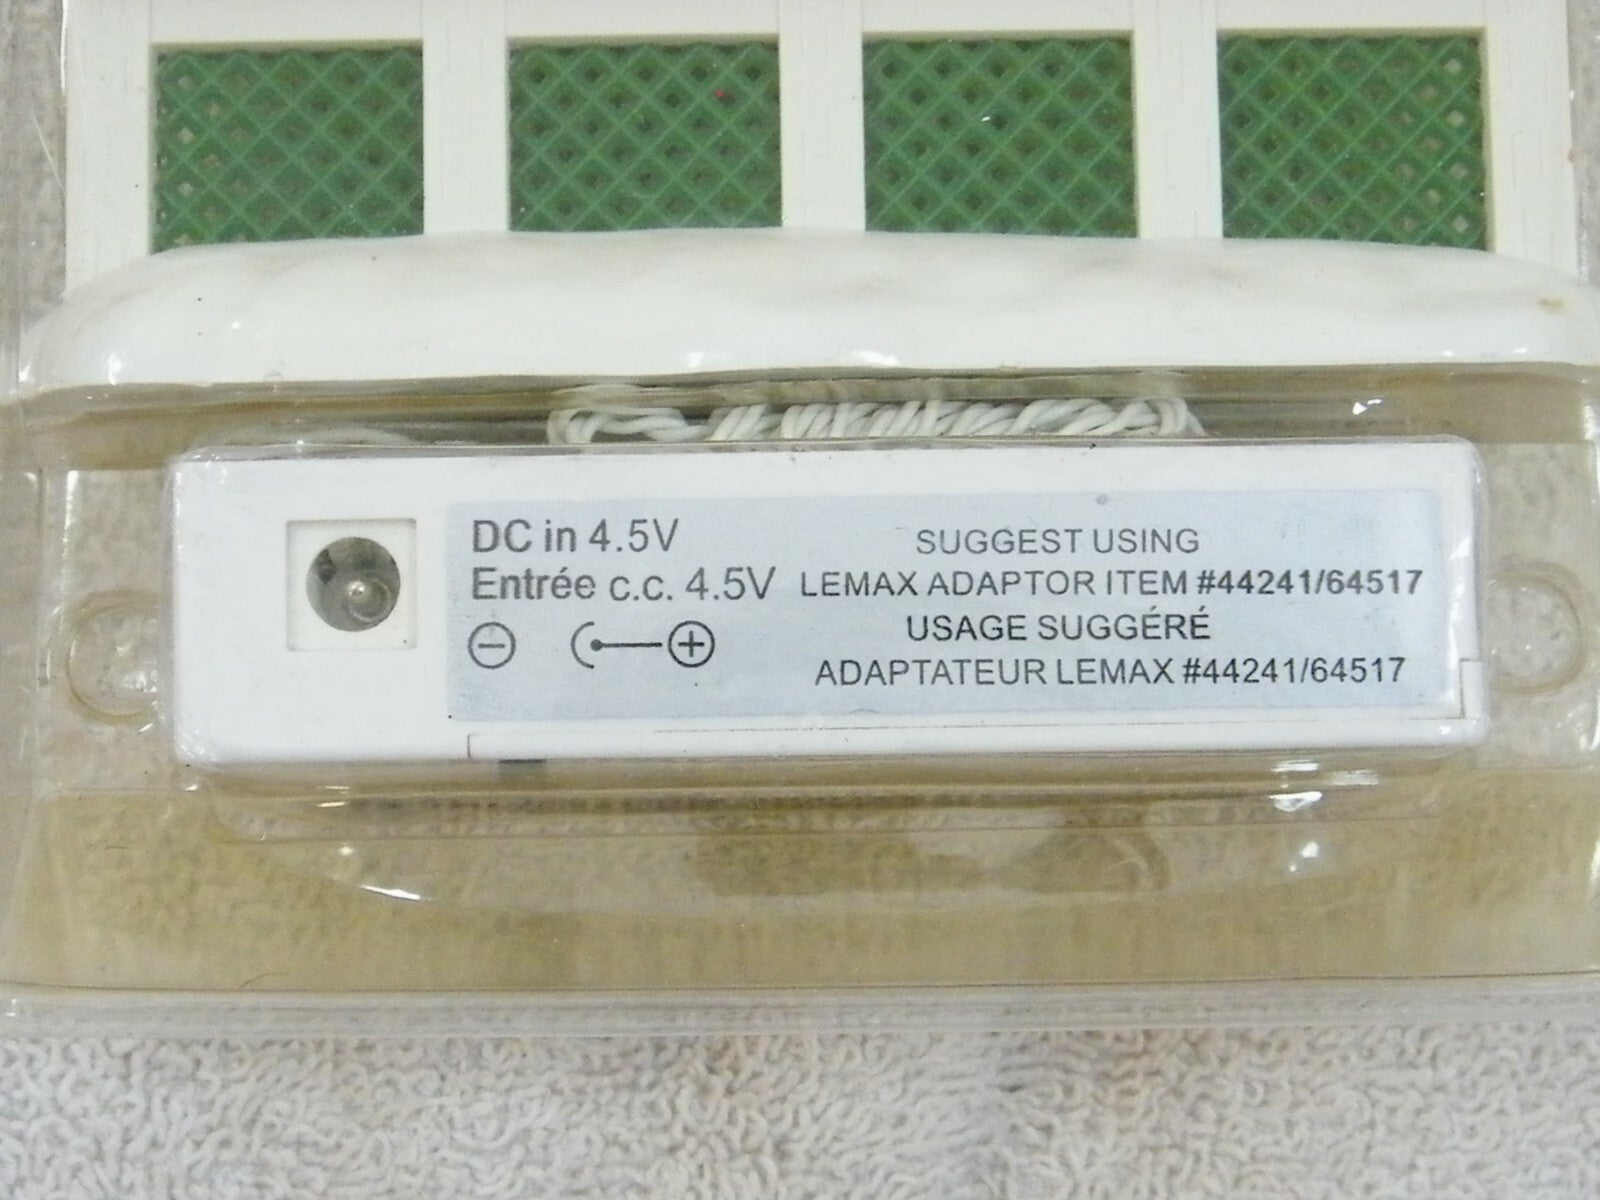 DC in 4.5V
Entrée c.c. 4.5V
SUGGEST USING
LEMAX ADAPTOR ITEM #44241/64517
USAGE SUGGÉRÉ
ADAPTATEUR LEMAX #44241/64517